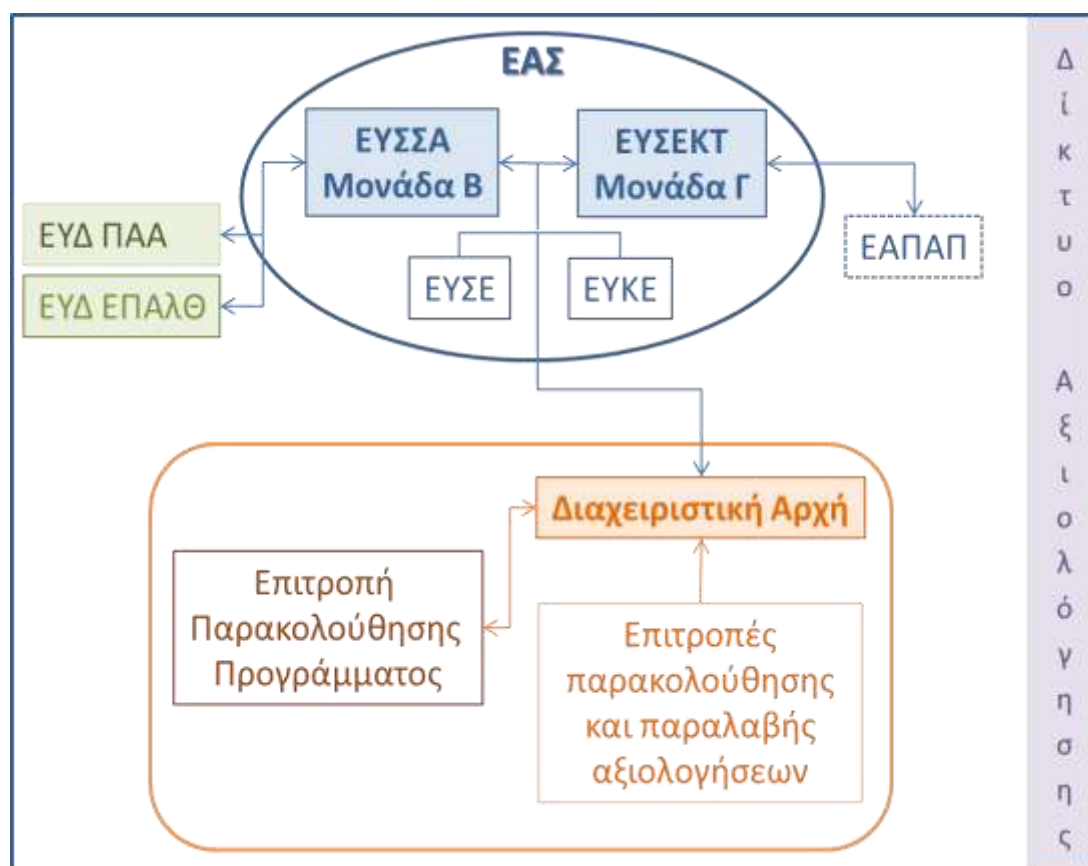 ΕΑΣ
ΕΥΣΣΑ
Μονάδα Β
ΕΥΣΕΚΤ
Μονάδα Γ
ΕΥΔ ΠΑΑ
ΕΥΔ ΕΠΑλΘ
ΕΥΣΕ
ΕΥΚΕ
ΕΑΠΑΠ
Διαχειριστική Αρχή
Επιτροπή
Παρακολούθησης
Προγράμματος
Επιτροπές
παρακολούθησης
και παραλαβής
αξιολογήσεων
Δίκτυο Αξιολόγησης